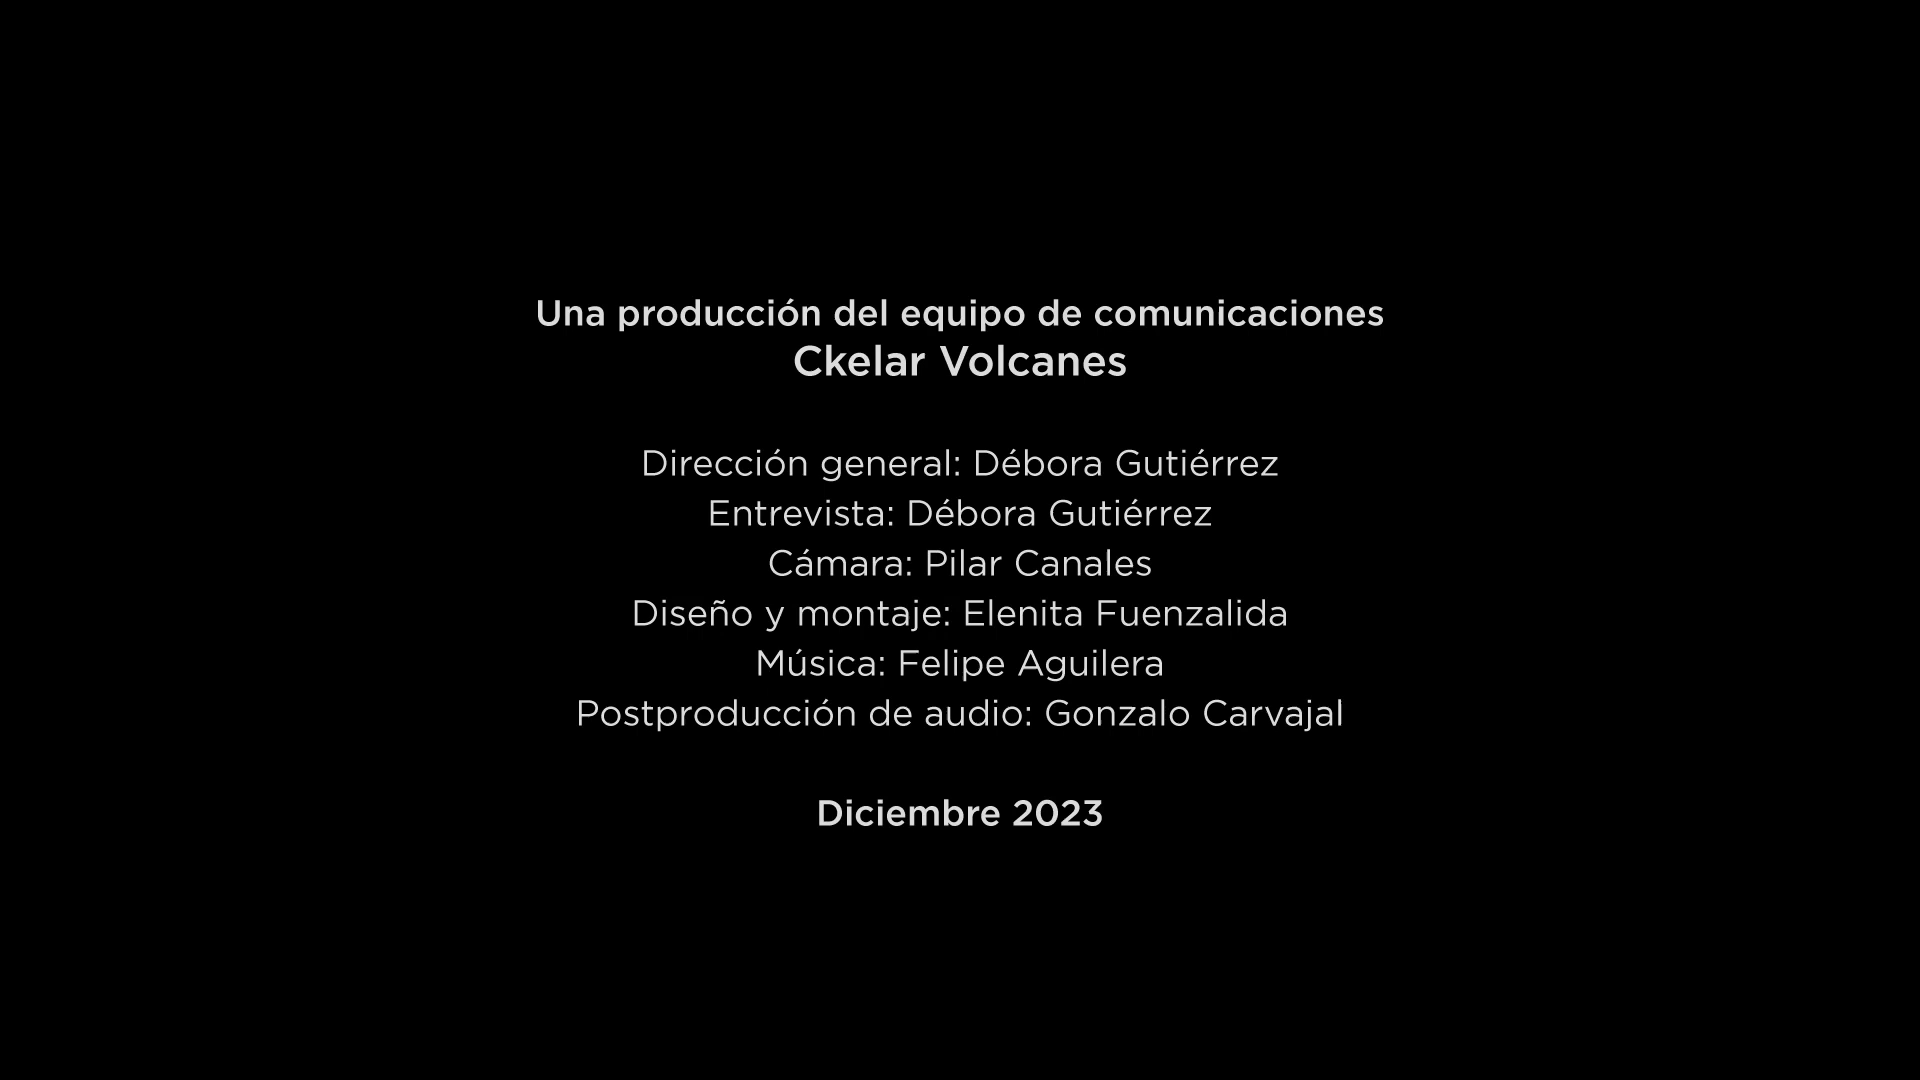 Una producción del equipo de comunicaciones
Ckelar Volcanes
Dirección general: Débora Gutiérrez
Entrevista: Débora Gutiérrez
Cámara: Pilar Canales
Diseño y montaje: Elenita Fuenzalida
Música: Felipe Aguilera
Postproducción de audio: Gonzalo Carvajal
Diciembre 2023